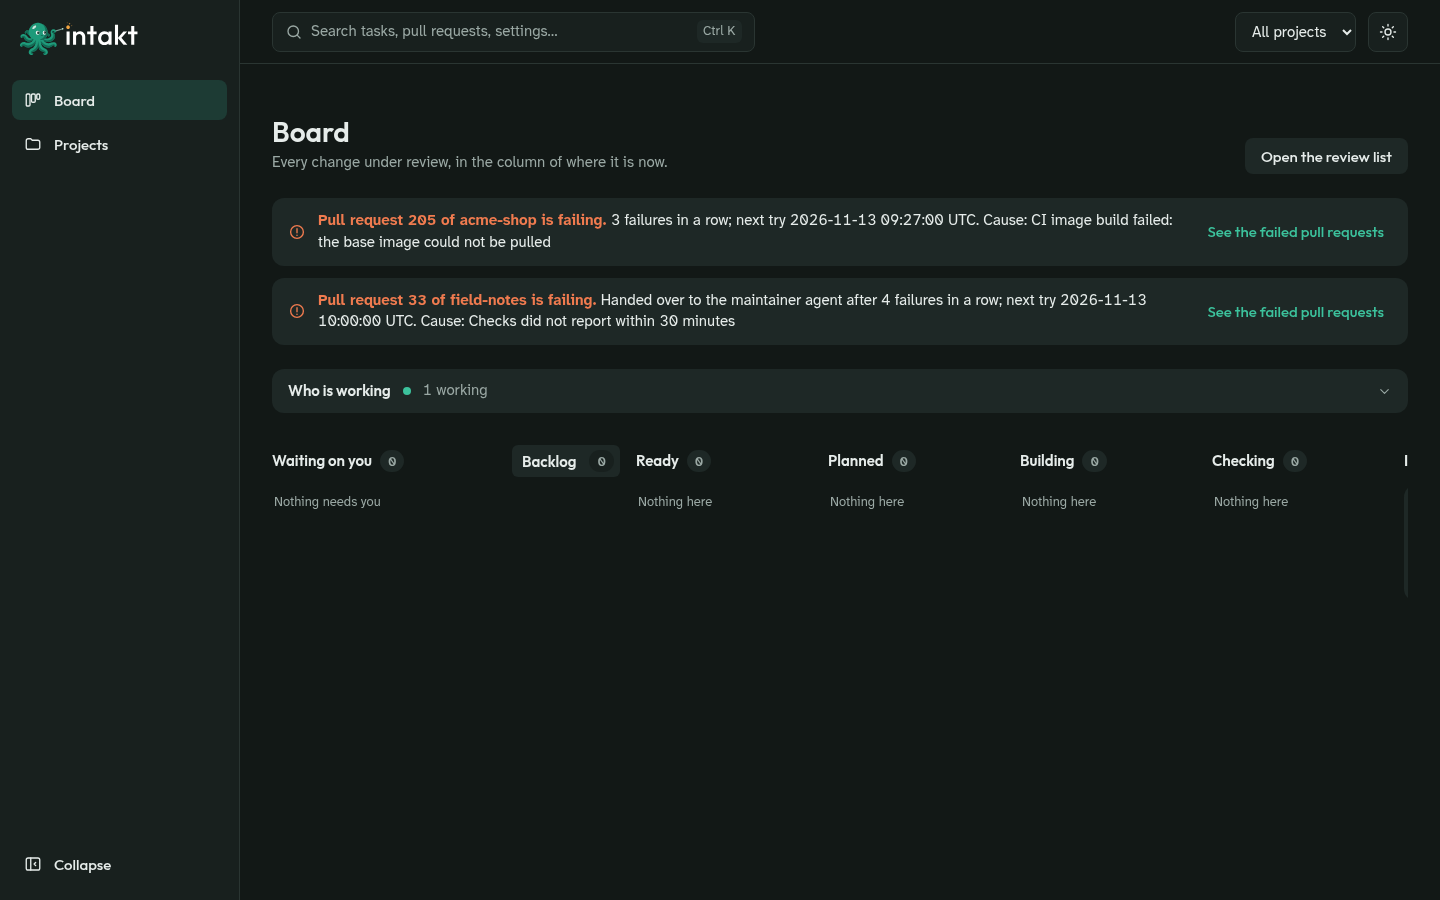 intakt
Search tasks, pull requests, settings...
Ctrl K
All projects
Board
Projects
Board
Every change under review, in the column of where it is now.
Open the review list
Pull request 205 of acme-shop is failing. 3 failures in a row; next try 2026-11-13 09:27:00 UTC. Cause: CI image build failed:
the base image could not be pulled
See the failed pull requests
Pull request 33 of field-notes is failing. Handed over to the maintainer agent after 4 failures in a row; next try 2026-11-13
10:00:00 UTC. Cause: Checks did not report within 30 minutes
See the failed pull requests
Who is working
1 working
Waiting on you 0
Backlog 0
Ready 0
Planned 0
Building 0
Checking 0
Nothing needs you
Nothing here
Nothing here
Nothing here
Nothing here
Collapse